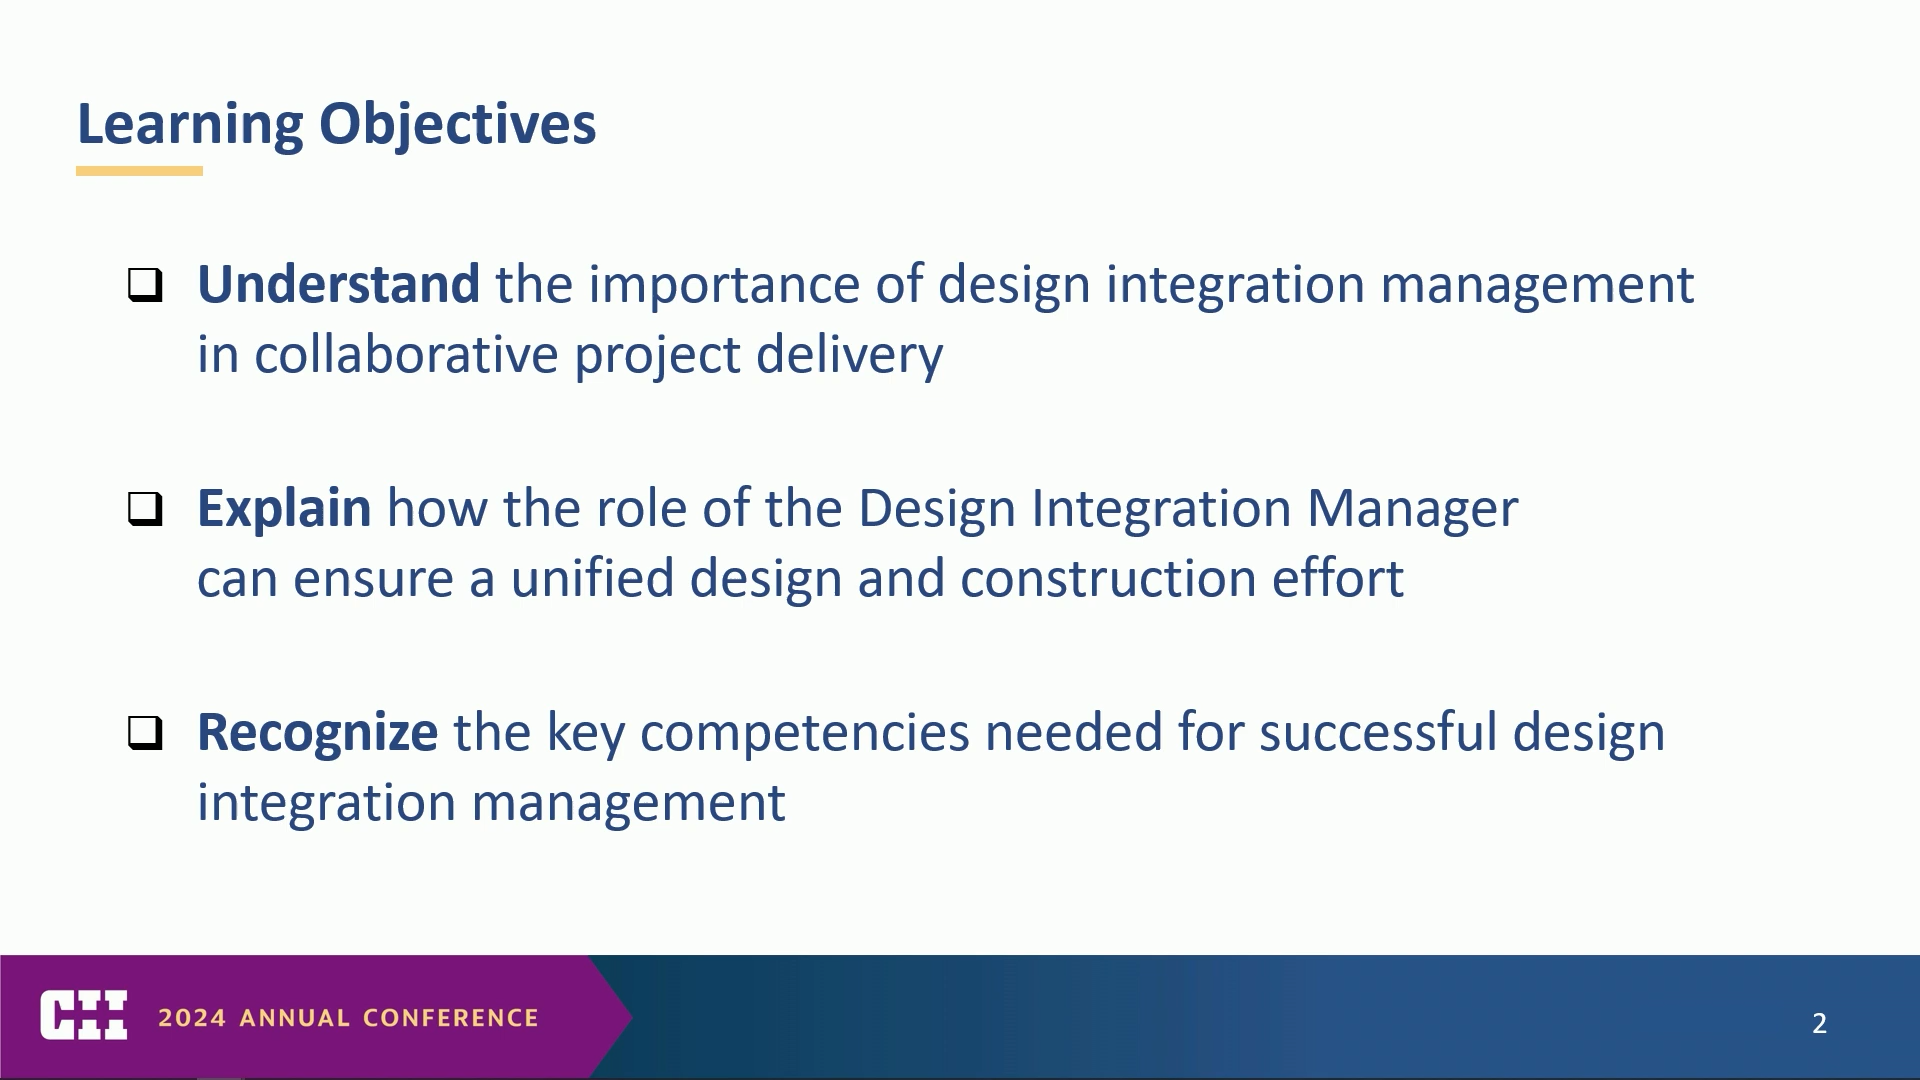 Learning Objectives
Understand the importance of design integration management
in collaborative project delivery
Explain how the role of the Design Integration Manager
can ensure a unified design and construction effort
Recognize the key competencies needed for successful design
integration management
CII 2024 ANNUAL CONFERENCE
2